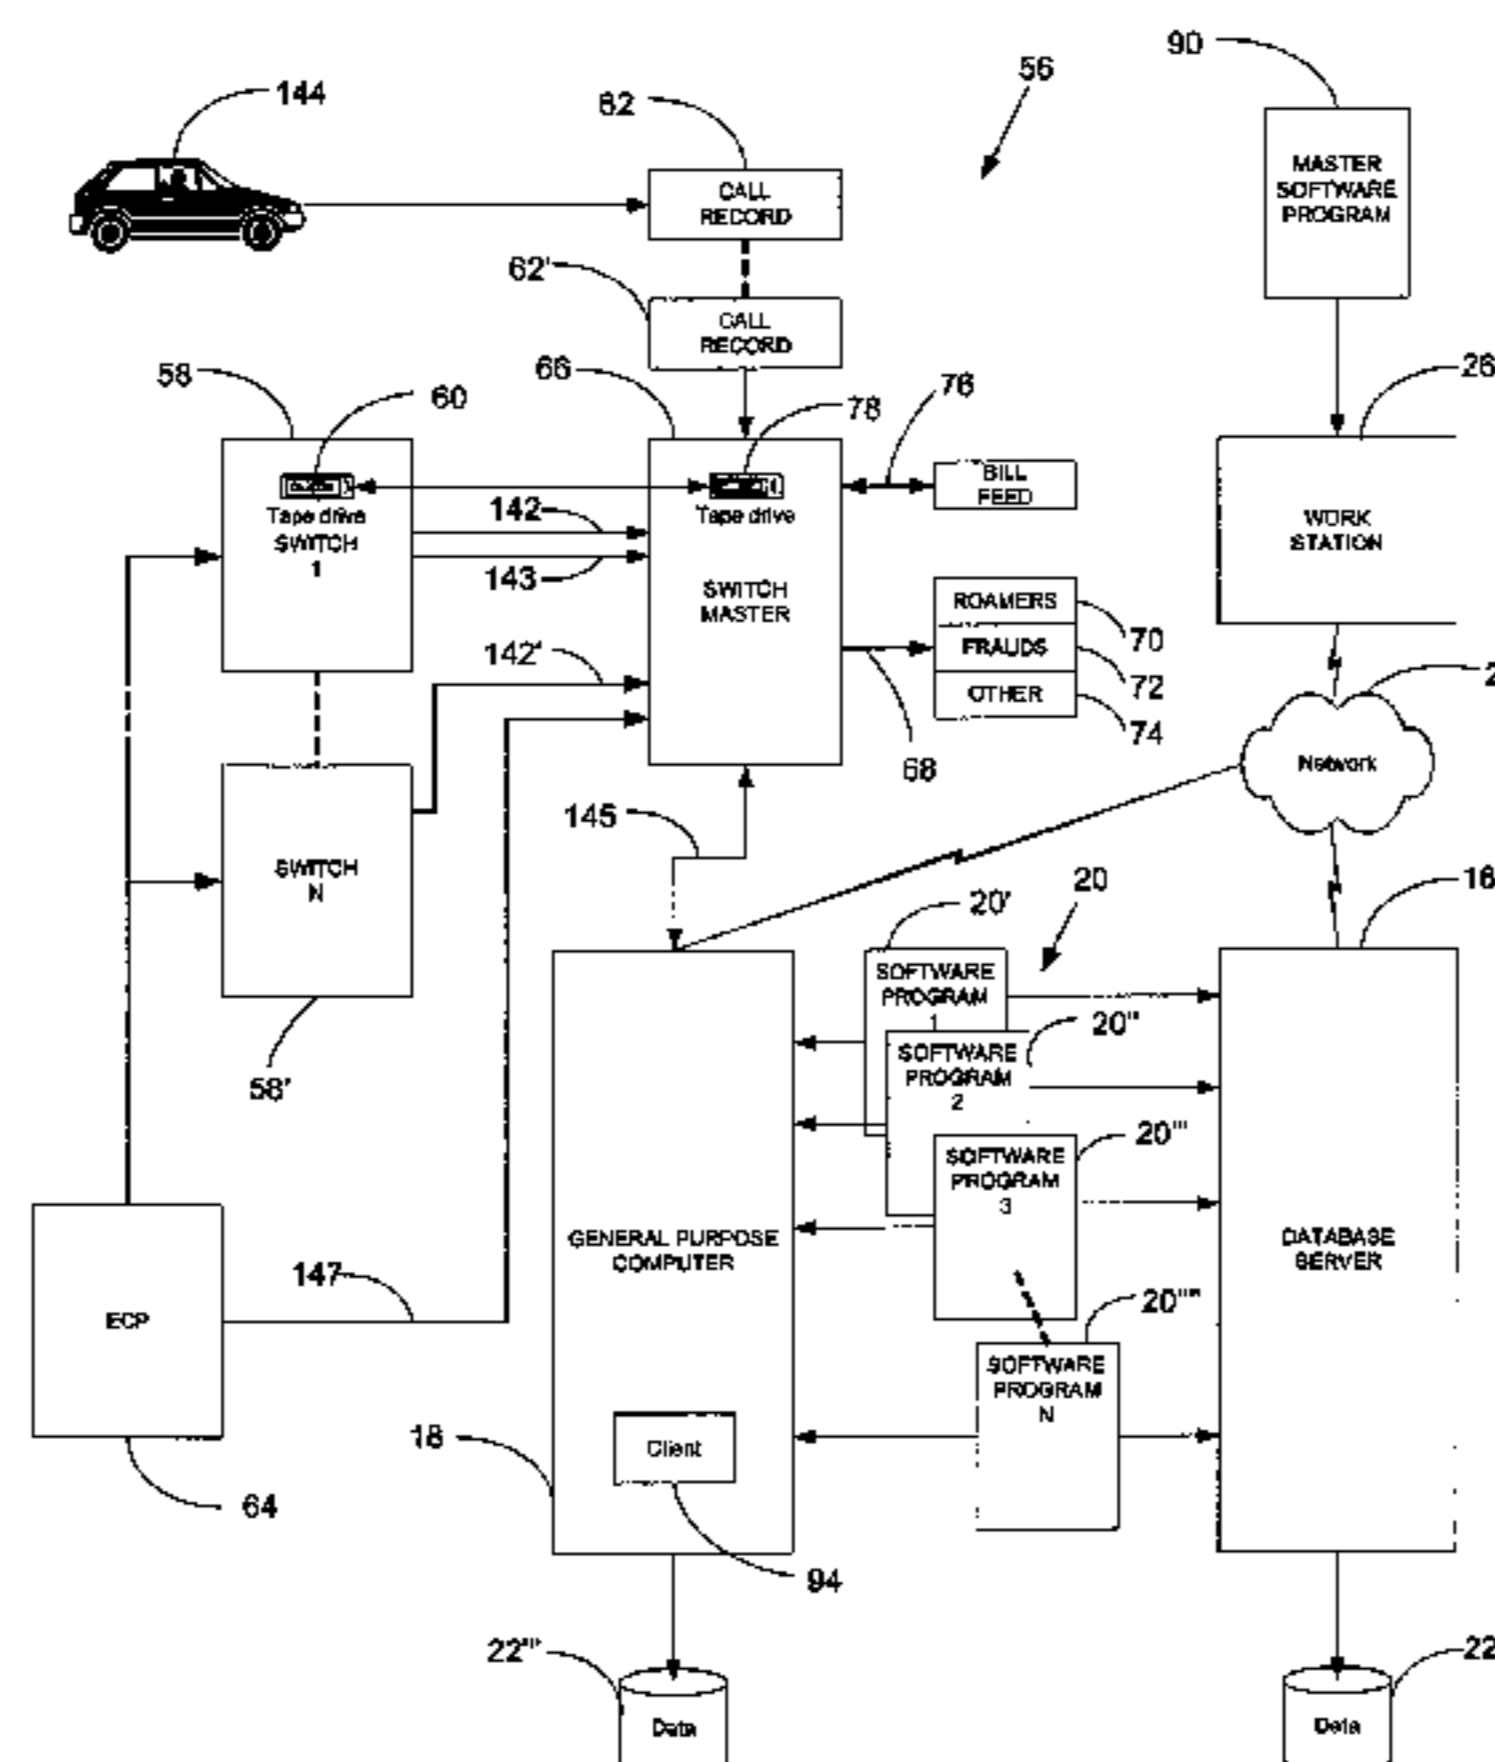 90
56
144
62
MASTER
SOFTWARE
PROGRAM
CALL
RECORD
62'
CALL
RECORD
58
66
76
26
60
78
BILL
FEED
Tape drive
142
Tape drive
SWITCH
1
WORK
STATION
143
SWITCH
MASTER
ROAMERS
70
142'
FRAUDS
72
OTHER
74
68
Network
145
SWITCH
N
20'
20
16
SOFTWARE
PROGRAM
1
20"
58'
SOFTWARE
PROGRAM
2
20'"
SOFTWARE
PROGRAM
3
GENERAL PURPOSE
COMPUTER
DATABASE
SERVER
147
ECP
20""
SOFTWARE
PROGRAM
N
18
Client
64
94
22'"
22
Data
Data